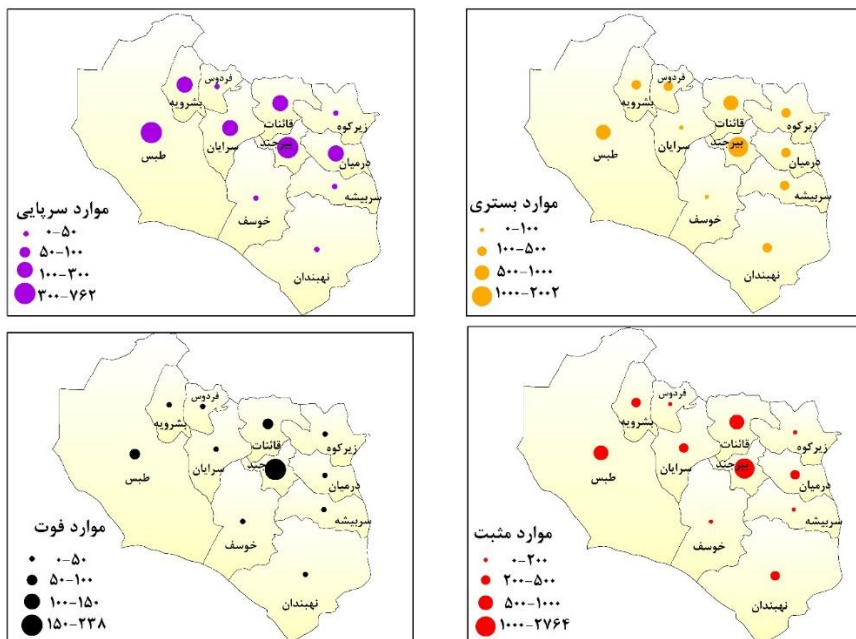 فردوس
بشرویه
قائنات
زیرکوه
سرایان
بیرجند
طبس
درمیان
سربیشه
خوسف
نهبندان
موارد سرپایی
۰-۵۰
۵۰-۱۰۰
۱۰۰-۳۰۰
۳۰۰-۷۶۲
فردوس
بشرویه
قائنات
زیرکوه
سرایان
بیرجند
طبس
درمیان
سربیشه
خوسف
نهبندان
موارد بستری
۰-۱۰۰
۱۰۰-۵۰۰
۵۰۰-۱۰۰۰
۱۰۰۰-۲۰۰۲
فردوس
بشرویه
قائنات
زیرکوه
سرایان
بیرجند
طبس
درمیان
سربیشه
خوسف
نهبندان
موارد فوت
۰-۵۰
۵۰-۱۰۰
۱۰۰-۱۵۰
۱۵۰-۲۳۸
فردوس
بشرویه
قائنات
زیرکوه
سرایان
بیرجند
طبس
درمیان
سربیشه
خوسف
نهبندان
موارد مثبت
۰-۲۰۰
۲۰۰-۵۰۰
۵۰۰-۱۰۰۰
۱۰۰۰-۲۷۶۴